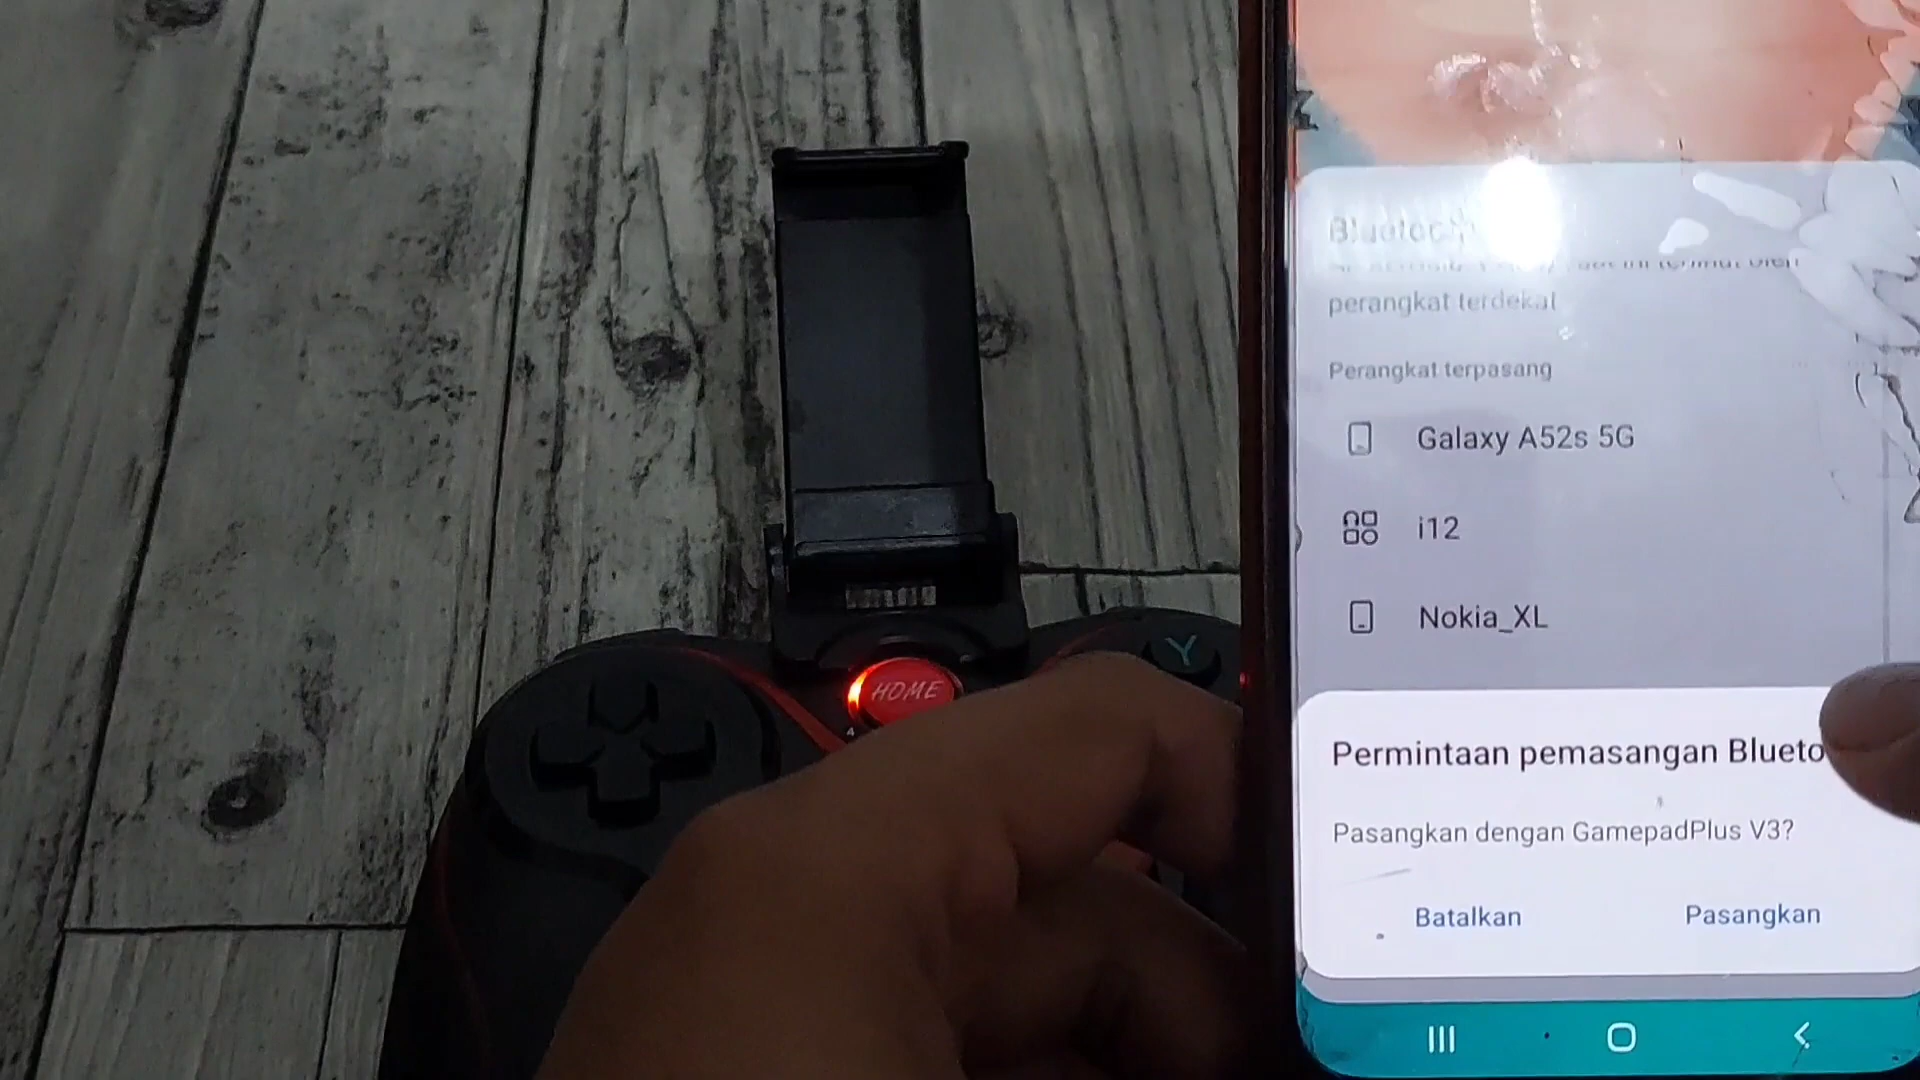 perangkat terdekat
Perangkat terpasang
Galaxy A52s 5G
i12
Nokia_XL
Permintaan pemasangan Blueto
Pasangkan dengan GamepadPlus V3?
Batalkan
Pasangkan
HOME
Y
4